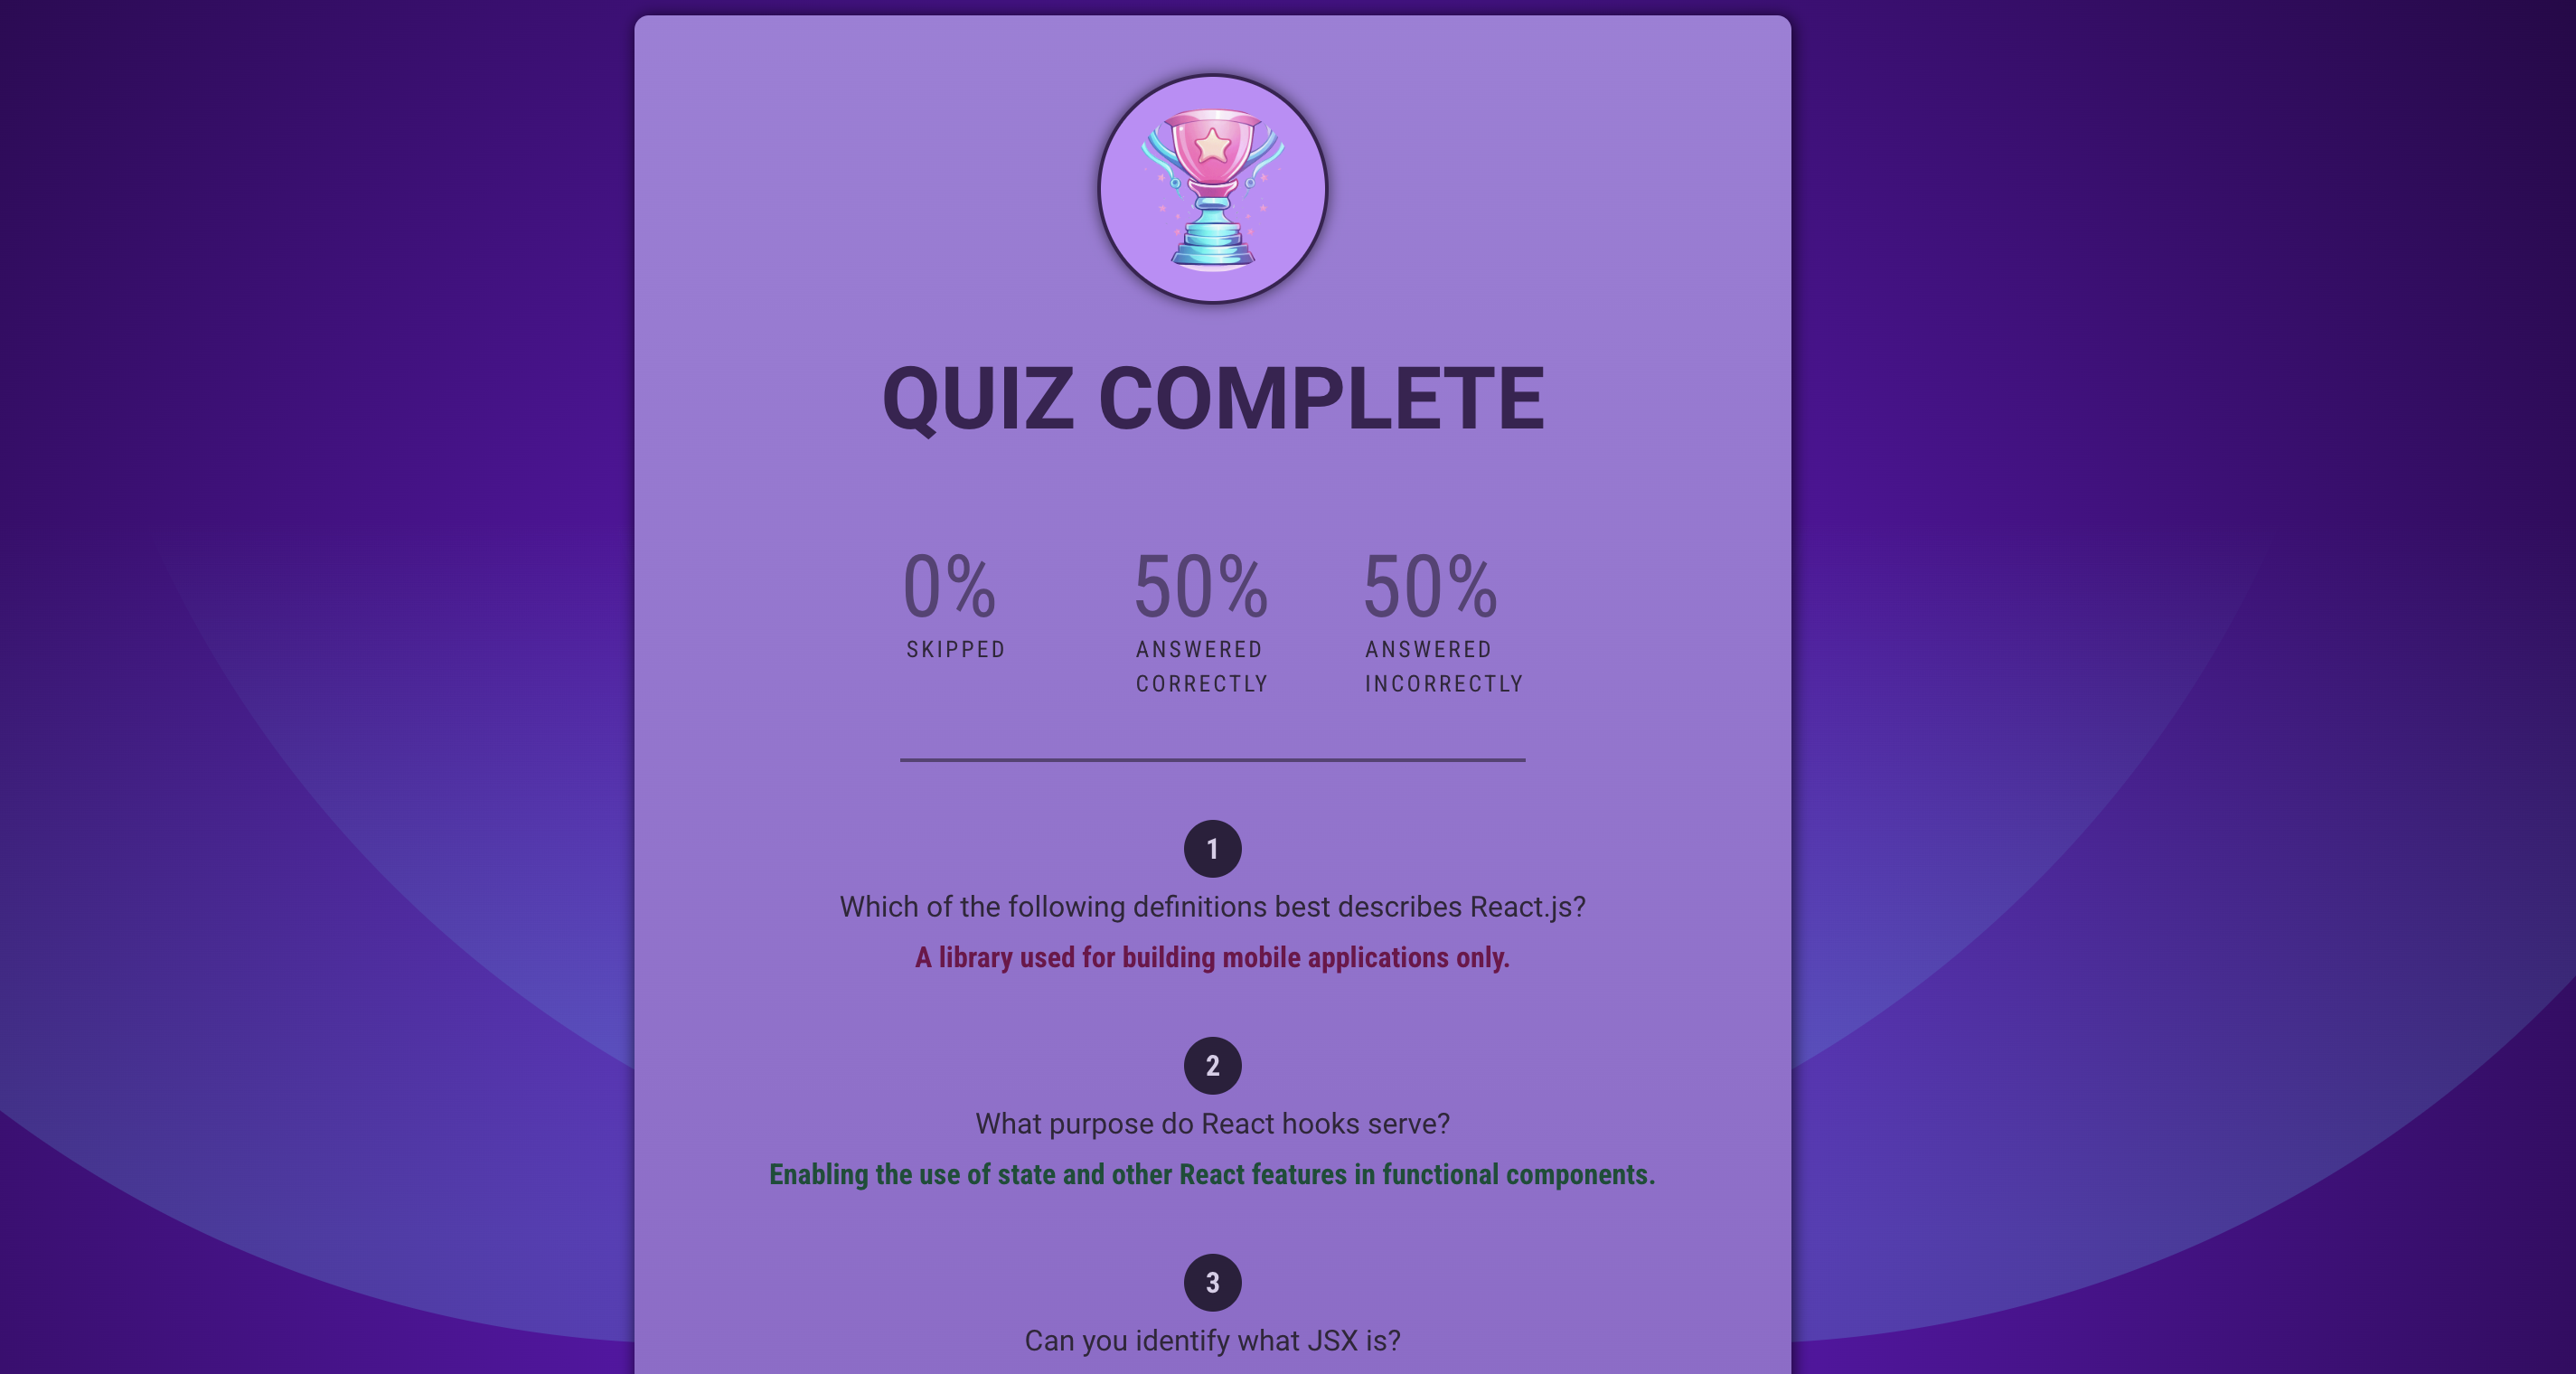 QUIZ COMPLETE
0%
SKIPPED
50%
ANSWERED
CORRECTLY
50%
ANSWERED
INCORRECTLY
1
Which of the following definitions best describes React.js?
A library used for building mobile applications only.
2
What purpose do React hooks serve?
Enabling the use of state and other React features in functional components.
3
Can you identify what JSX is?